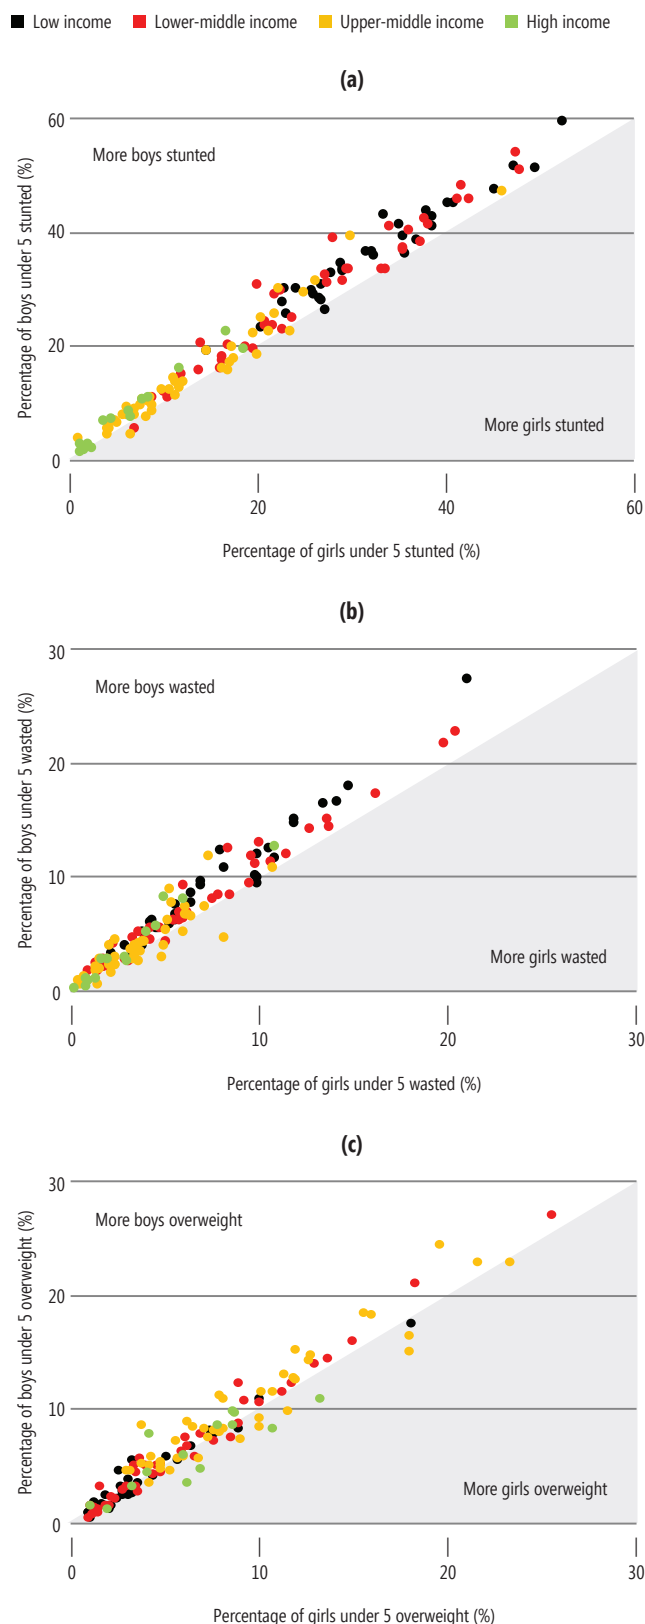 Low income Lower-middle income Upper-middle income High income
(a)
Percentage of boys under 5 stunted (%)
60
More boys stunted
40
20
More girls stunted
0
0 20 40 60
Percentage of girls under 5 stunted (%)
(b)
Percentage of boys under 5 wasted (%)
30
More boys wasted
20
10
More girls wasted
0
0 10 20 30
Percentage of girls under 5 wasted (%)
(c)
Percentage of boys under 5 overweight (%)
30
More boys overweight
20
10
More girls overweight
0
0 10 20 30
Percentage of girls under 5 overweight (%)